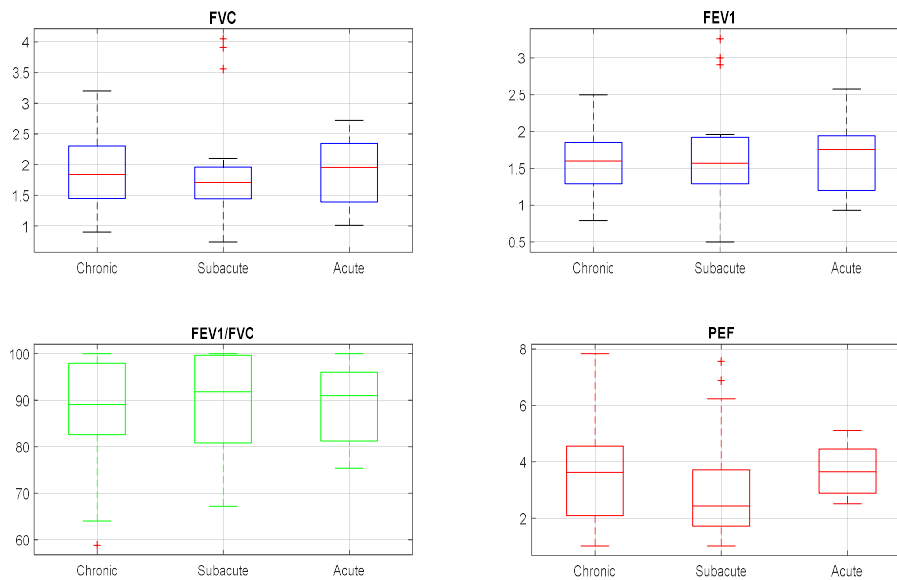 FVC
4
3.5
3
2.5
2
1.5
1
Chronic
Subacute
Acute
FEV1
3
2.5
2
1.5
1
0.5
Chronic
Subacute
Acute
FEV1/FVC
100
90
80
70
60
Chronic
Subacute
Acute
PEF
8
6
4
2
Chronic
Subacute
Acute